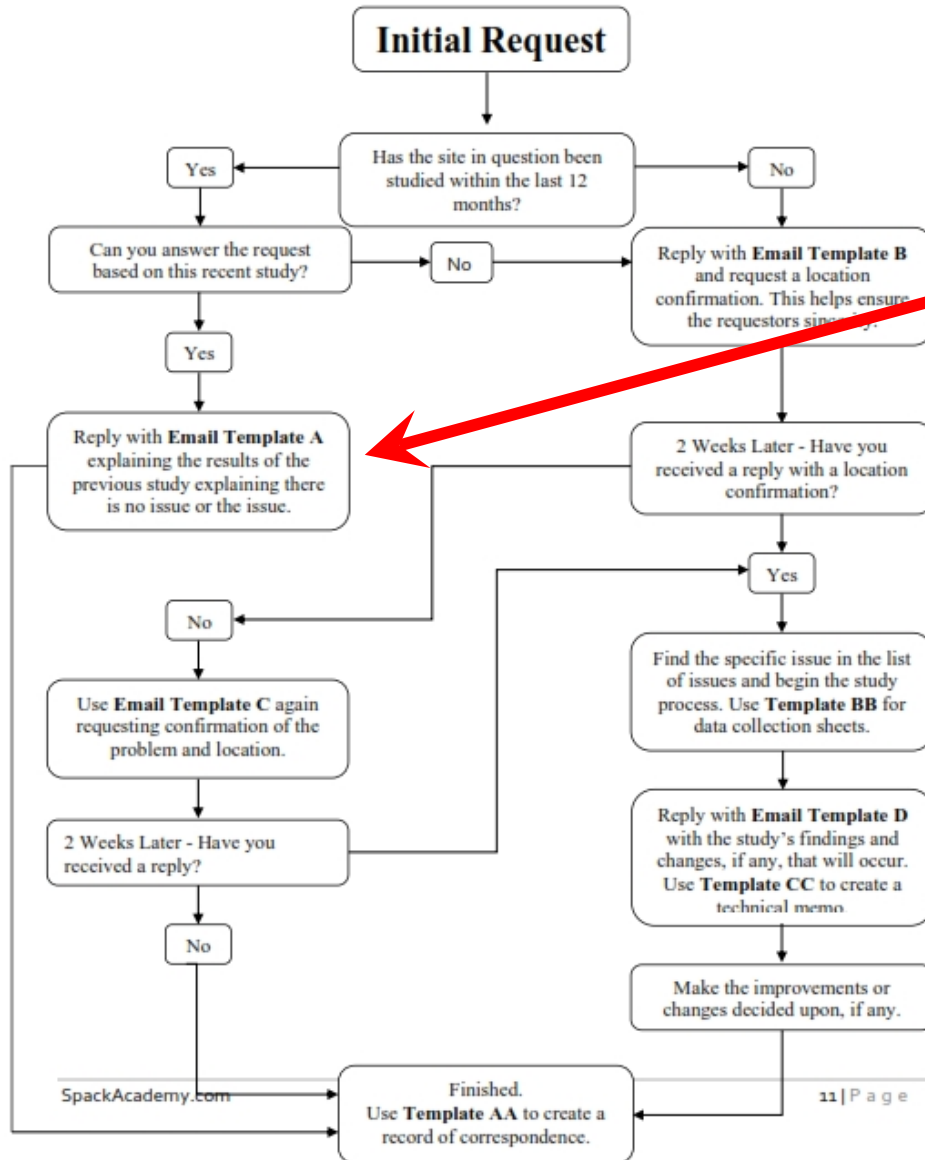 Initial Request
Has the site in question been
studied within the last 12
months?
Yes
No
Can you answer the request
based on this recent study?
No
Reply with Email Template B
and request a location
confirmation. This helps ensure
the requestors
Yes
Reply with Email Template A
explaining the results of the
previous study explaining there
is no issue or the issue.
2 Weeks Later - Have you
received a reply with a location
confirmation?
Yes
No
Find the specific issue in the list
of issues and begin the study
process. Use Template BB for
data collection sheets.
Use Email Template C again
requesting confirmation of the
problem and location.
Reply with Email Template D
with the study's findings and
changes, if any, that will occur.
Use Template CC to create a
technical memo.
2 Weeks Later - Have you
received a reply?
No
Make the improvements or
changes decided upon, if any.
Finished.
Use Template AA to create a
record of correspondence.
SpackAcademy.com
11 | Page